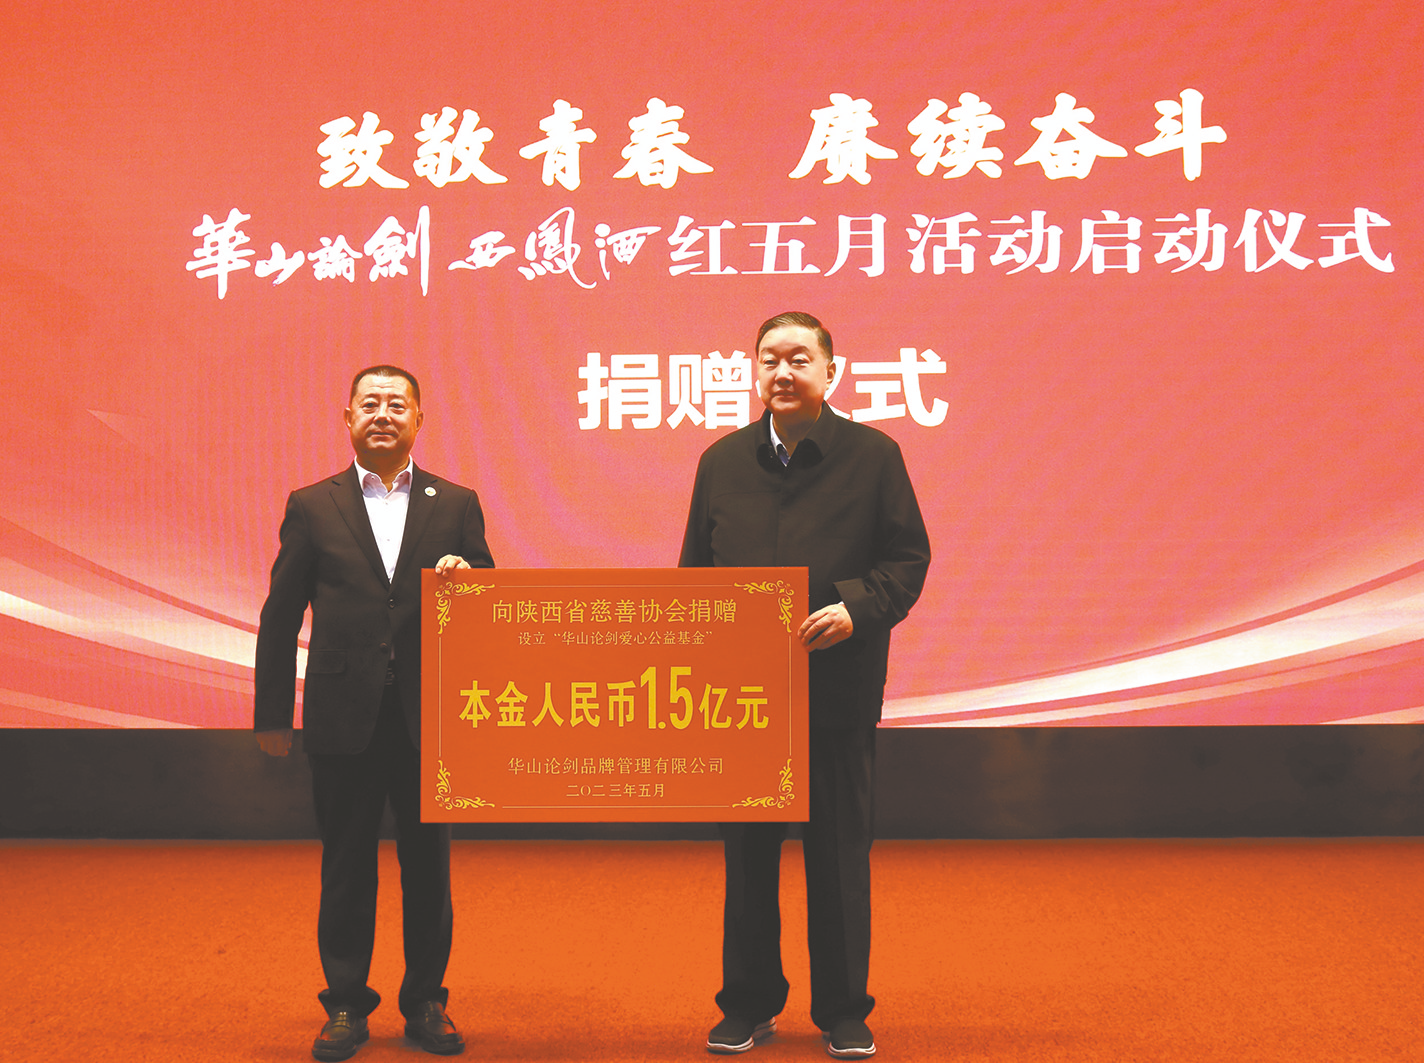 致敬青春 赓续奋斗
華山論劍 西鳳酒 红五月活动启动仪式
捐赠仪式
向陕西省慈善协会捐赠
设立“华山论剑爱心公益基金”
本金人民币1.5亿元
华山论剑品牌管理有限公司
二〇二三年五月